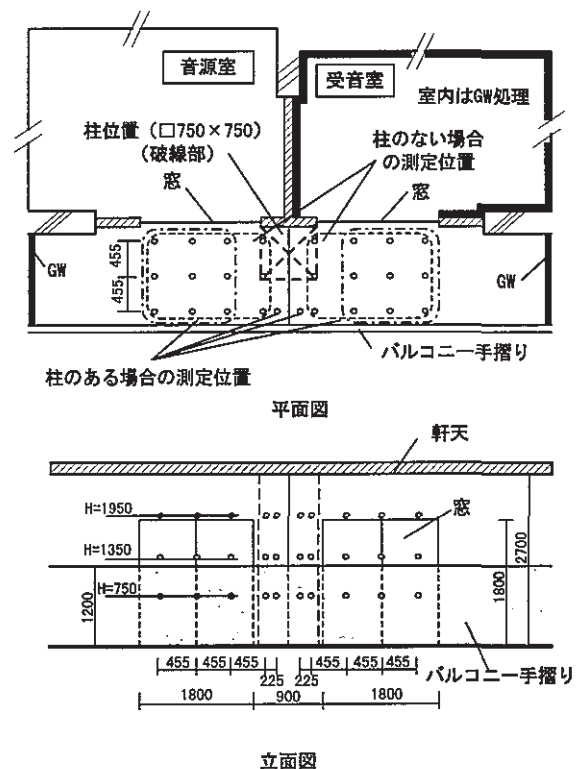 音源室
受音室
室内はGW処理
柱位置（□750×750）
（破線部）
柱のない場合
の測定位置
窓
窓
455
455
GW
GW
バルコニー手摺り
柱のある場合の測定位置
平面図
軒天
H=1950
窓
H=1350
H=750
1200
1800
2700
455
455
455
225
225
455
455
455
バルコニー手摺り
1800
900
1800
立面図